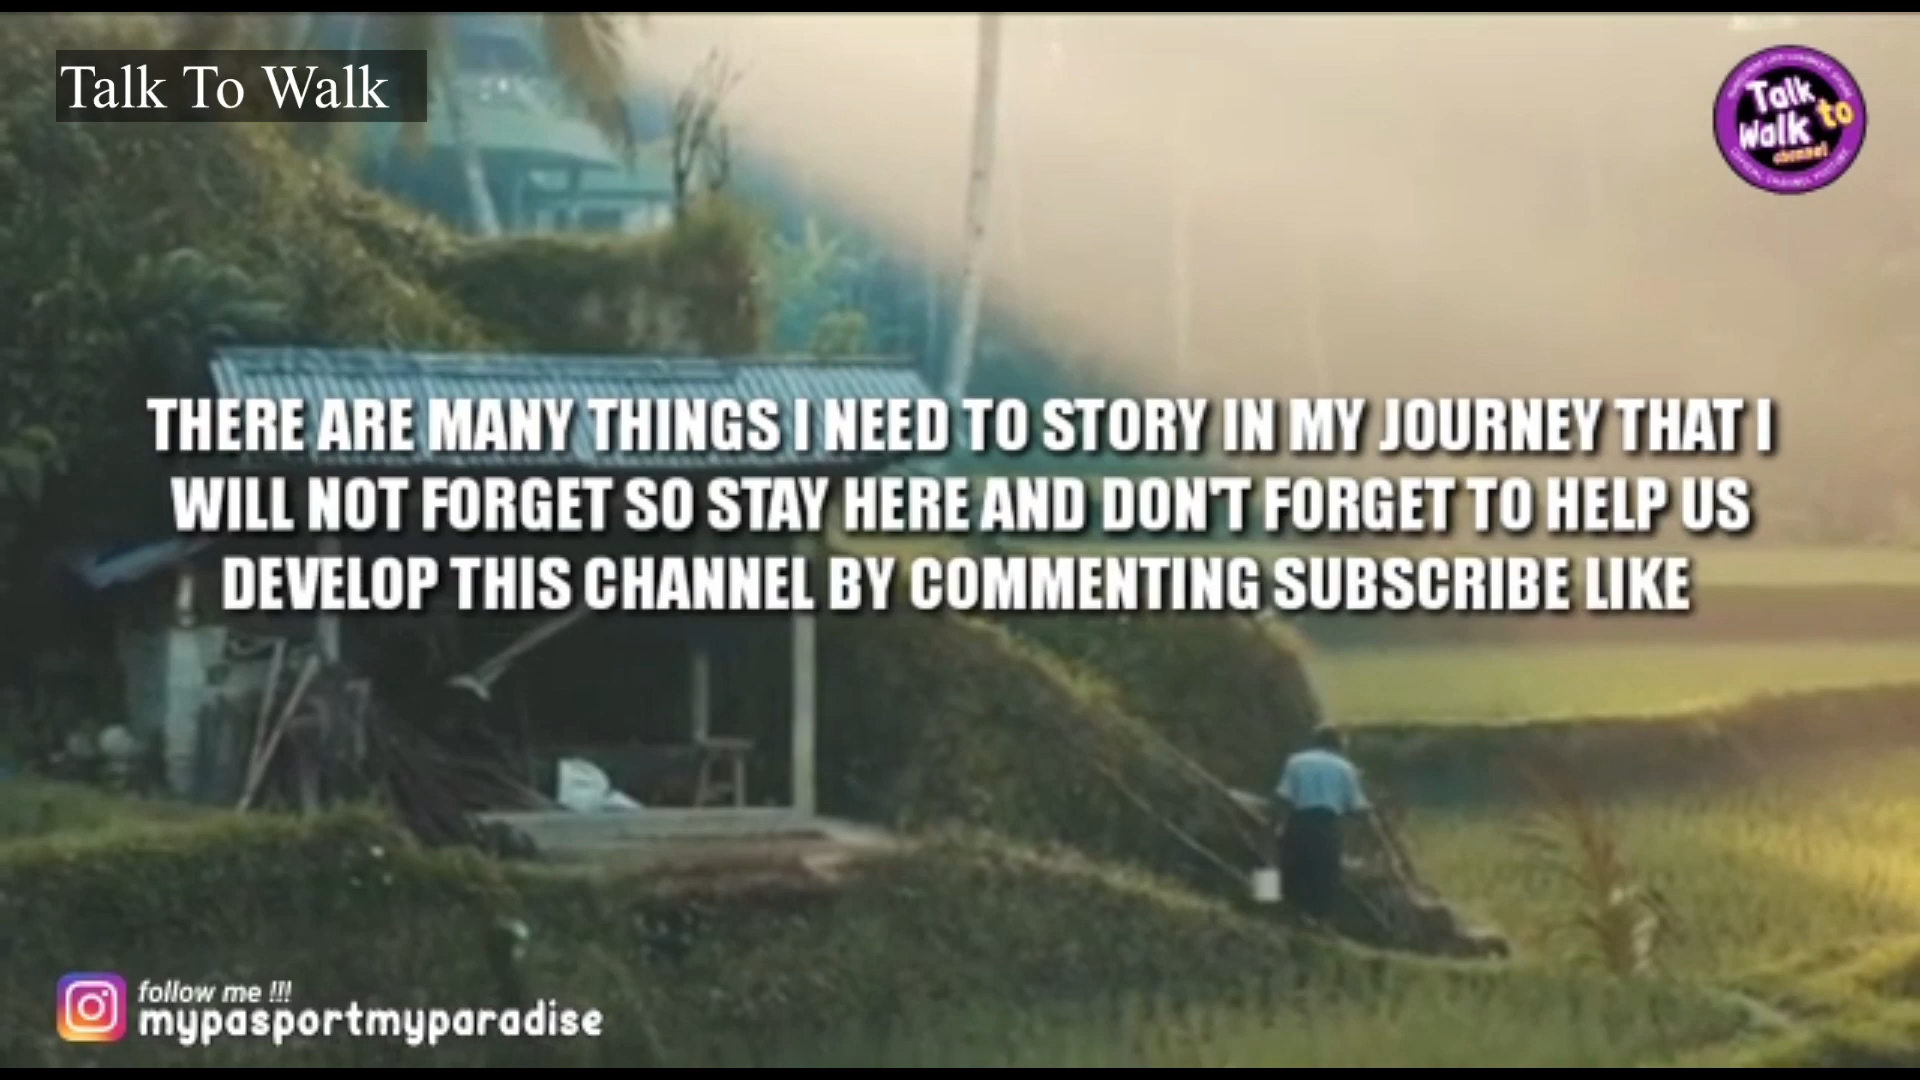 Talk To Walk
Talk
to
Walk
channel
THERE ARE MANY THINGS I NEED TO STORY IN MY JOURNEY THAT I
WILL NOT FORGET SO STAY HERE AND DON'T FORGET TO HELP US
DEVELOP THIS CHANNEL BY COMMENTING SUBSCRIBE LIKE
follow me !!!
mypasportmyparadise